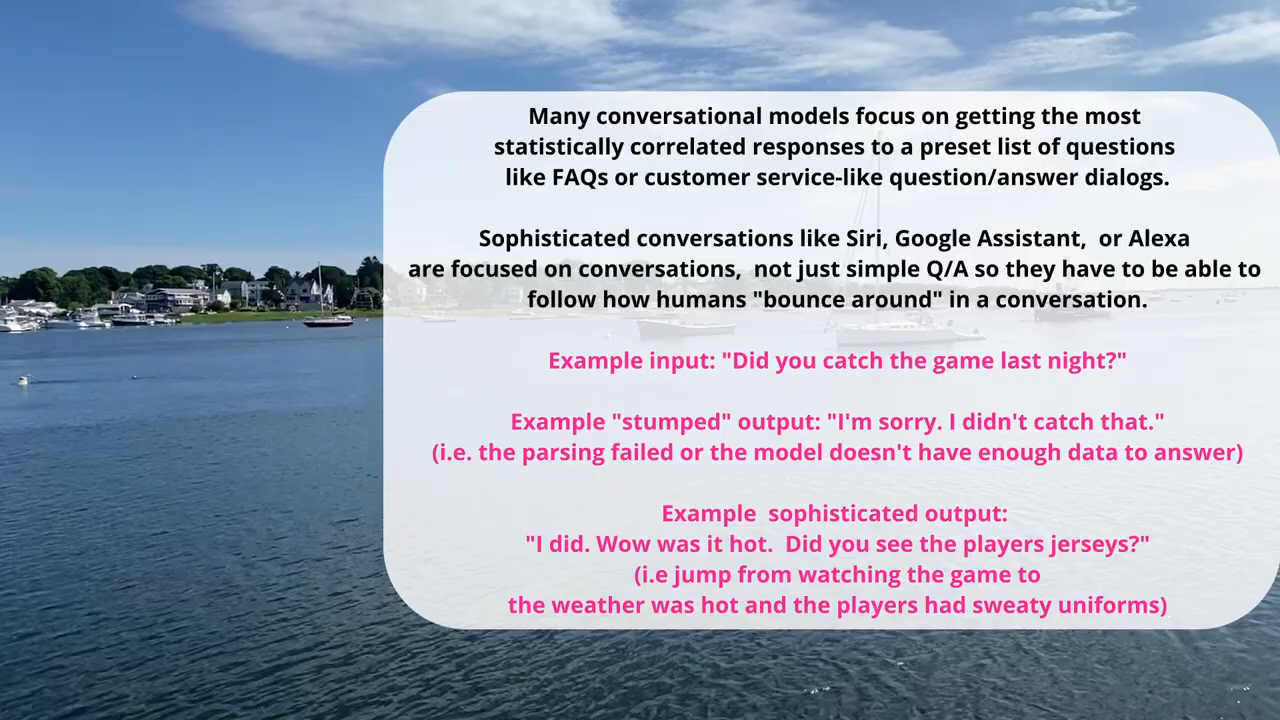 Many conversational models focus on getting the most
statistically correlated responses to a preset list of questions
like FAQs or customer service-like question/answer dialogs.
Sophisticated conversations like Siri, Google Assistant,  or Alexa
are focused on conversations,  not just simple Q/A so they have to be able to
follow how humans "bounce around" in a conversation.
Example input: "Did you catch the game last night?"
Example "stumped" output: "I'm sorry. I didn't catch that."
(i.e. the parsing failed or the model doesn't have enough data to answer)
Example  sophisticated output:
"I did. Wow was it hot.  Did you see the players jerseys?"
(i.e jump from watching the game to
the weather was hot and the players had sweaty uniforms)